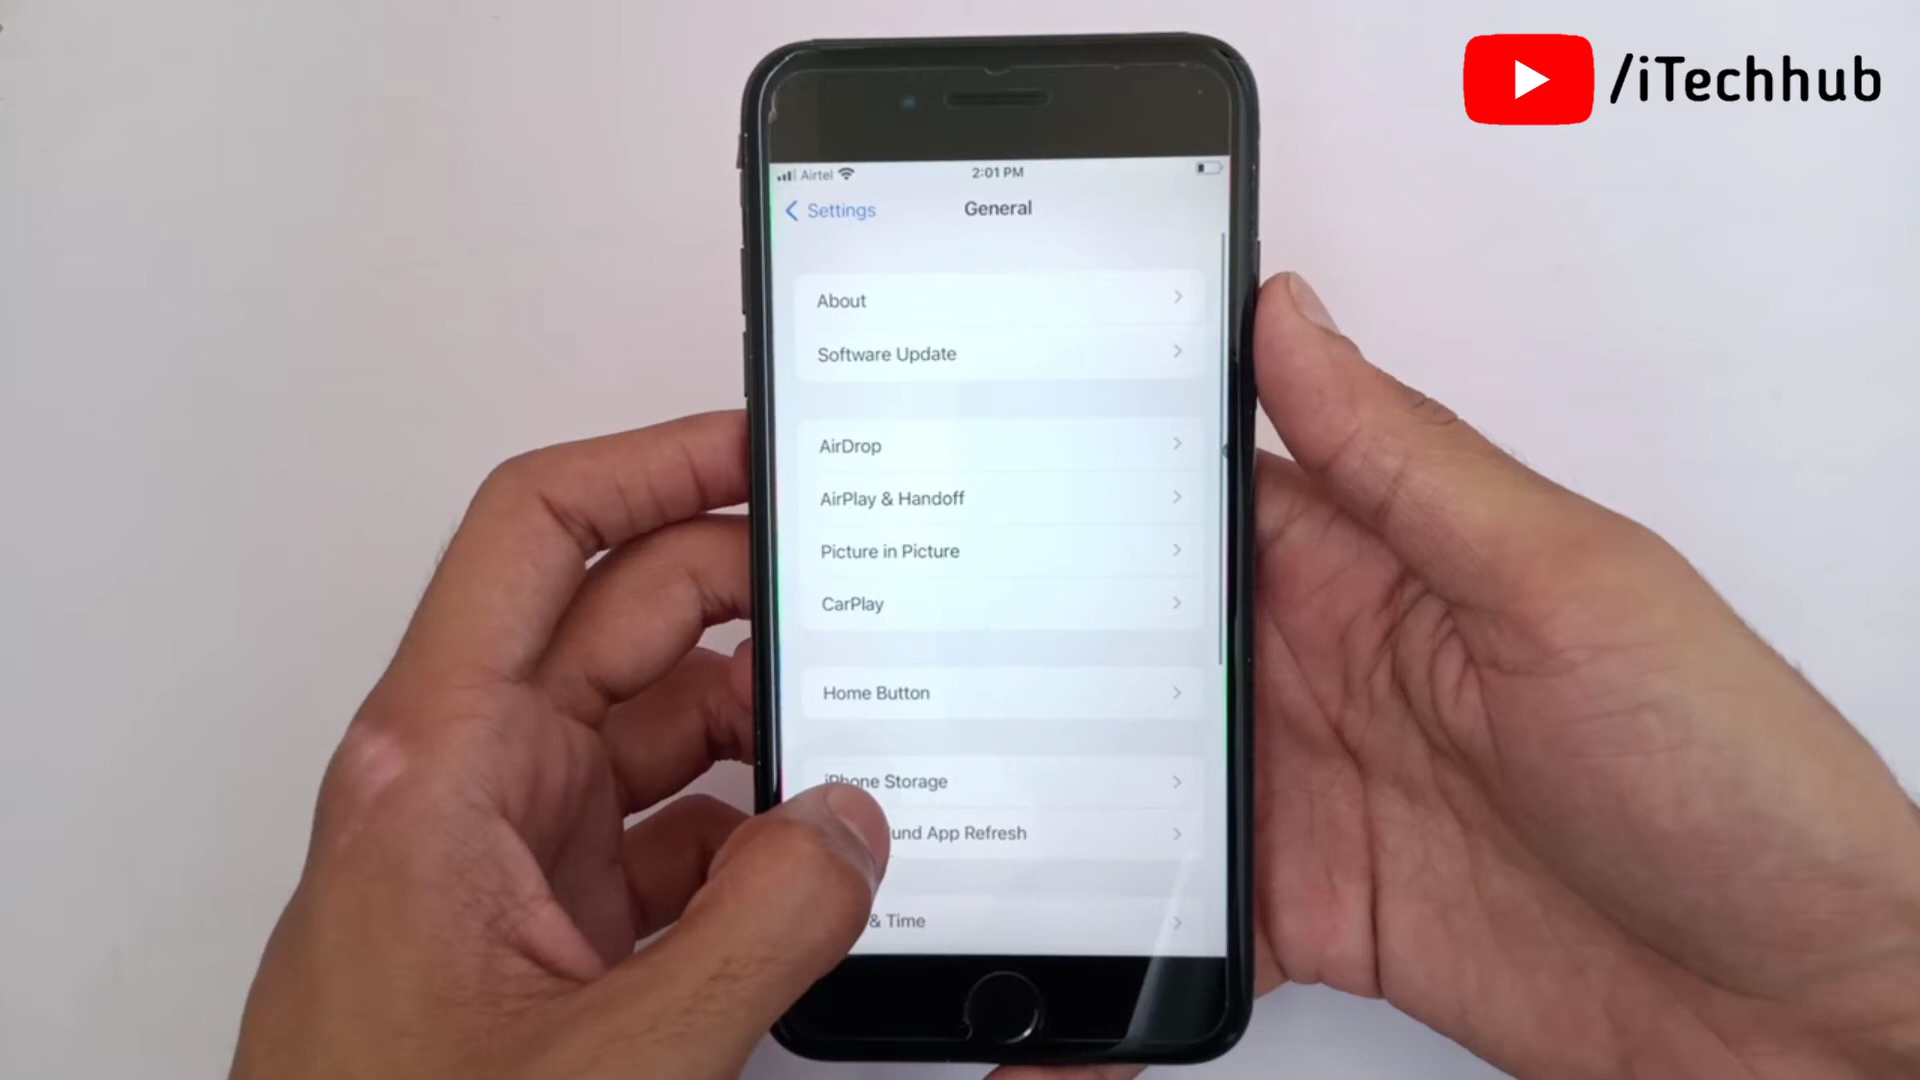 /iTechhub
Airtel 2:01 PM
Settings General
About
Software Update
AirDrop
AirPlay & Handoff
Picture in Picture
CarPlay
Home Button
iPhone Storage
App Refresh
& Time